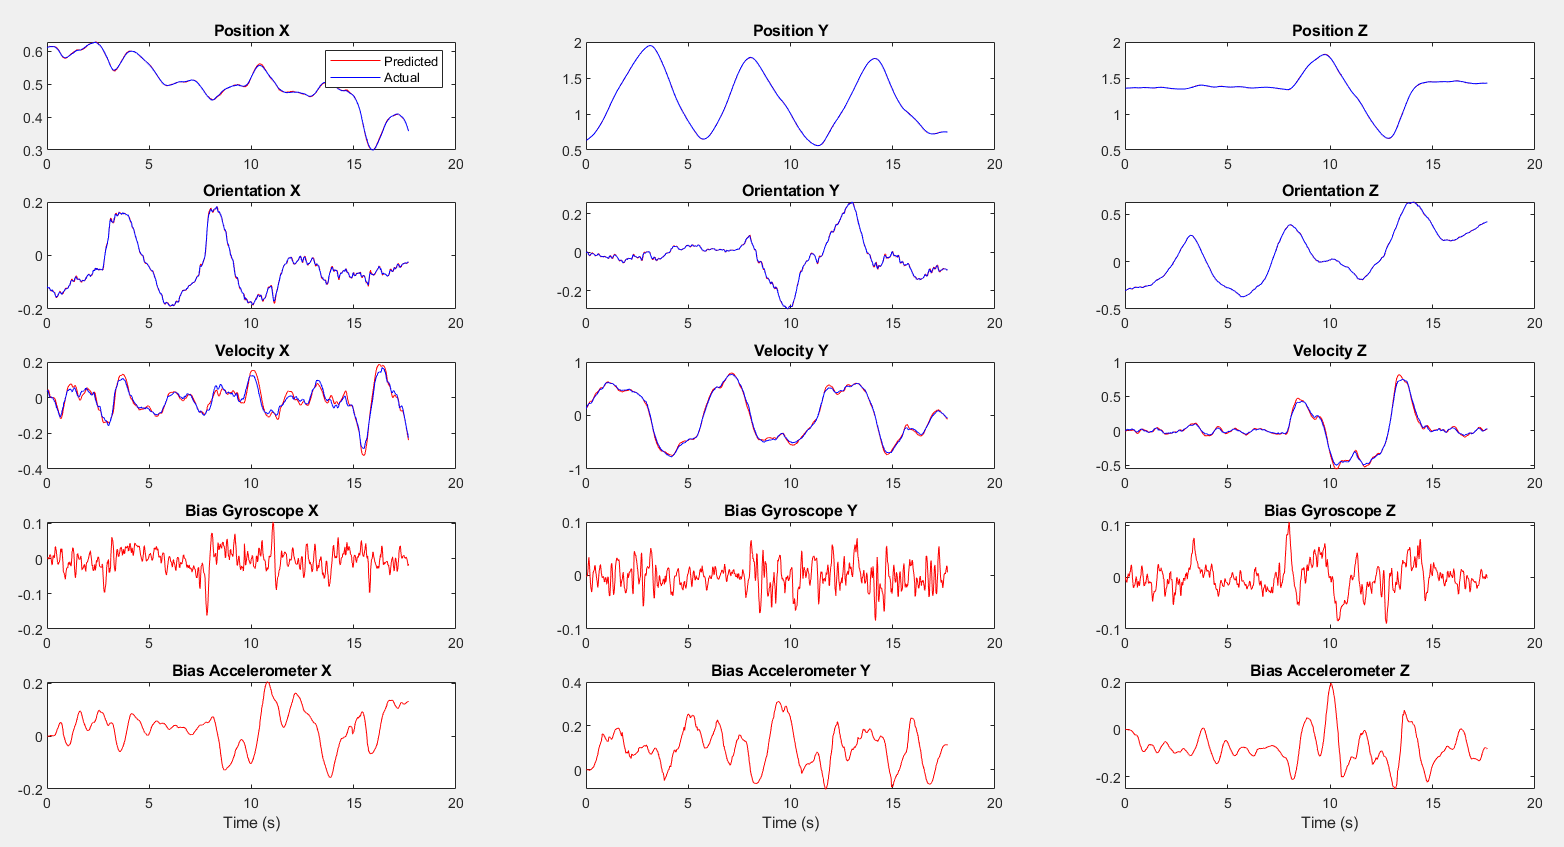 Position X
0.6
0.5
0.4
0.3
0 5 10 15 20
Predicted
Actual
Position Y
2
1.5
1
0.5
0 5 10 15 20
Position Z
2
1.5
1
0.5
0 5 10 15 20
Orientation X
0.2
0
-0.2
0 5 10 15 20
Orientation Y
0.2
0
-0.2
0 5 10 15 20
Orientation Z
0.5
0
-0.5
0 5 10 15 20
Velocity X
0.2
0
-0.2
-0.4
0 5 10 15 20
Velocity Y
1
0
-1
0 5 10 15 20
Velocity Z
1
0.5
0
-0.5
0 5 10 15 20
Bias Gyroscope X
0.1
0
-0.1
-0.2
0 5 10 15 20
Bias Gyroscope Y
0.1
0
-0.1
0 5 10 15 20
Bias Gyroscope Z
0.1
0
-0.1
0 5 10 15 20
Bias Accelerometer X
0.2
0
-0.2
0 5 10 15 20
Time (s)
Bias Accelerometer Y
0.4
0.2
0
0 5 10 15 20
Time (s)
Bias Accelerometer Z
0.2
0
-0.2
0 5 10 15 20
Time (s)